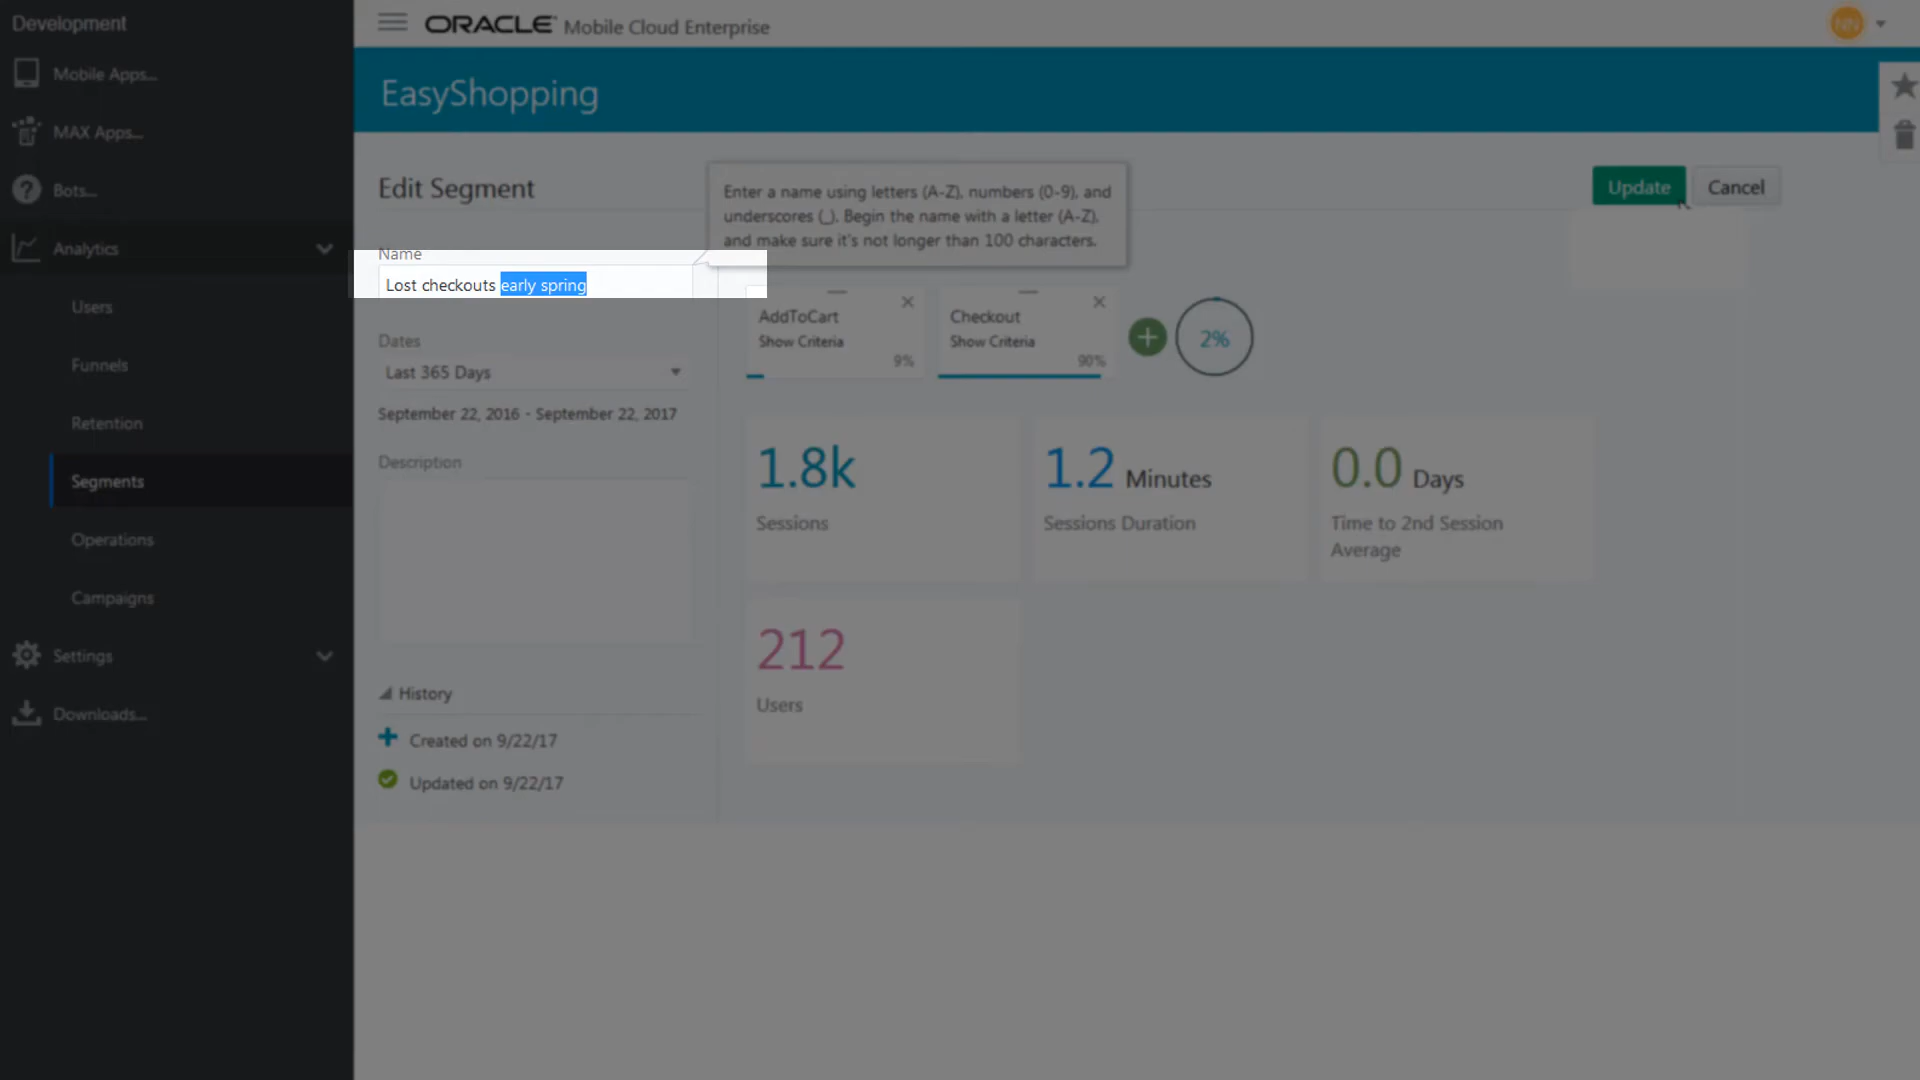 Development
Mobile Apps...
MAX Apps...
Bots...
Analytics
Users
Funnels
Retention
Segments
Operations
Campaigns
Settings
Downloads...
ORACLE Mobile Cloud Enterprise
NN
EasyShopping
Edit Segment
Enter a name using letters (A-Z), numbers (0-9), and
underscores (_). Begin the name with a letter (A-Z),
and make sure it's not longer than 100 characters.
Update
Cancel
Name
Lost checkouts early spring
Dates
Last 365 Days
September 22, 2016 - September 22, 2017
Description
History
Created on 9/22/17
Updated on 9/22/17
AddToCart
Show Criteria
9%
Checkout
Show Criteria
90%
2%
1.8k
Sessions
1.2 Minutes
Sessions Duration
0.0 Days
Time to 2nd Session
Average
212
Users